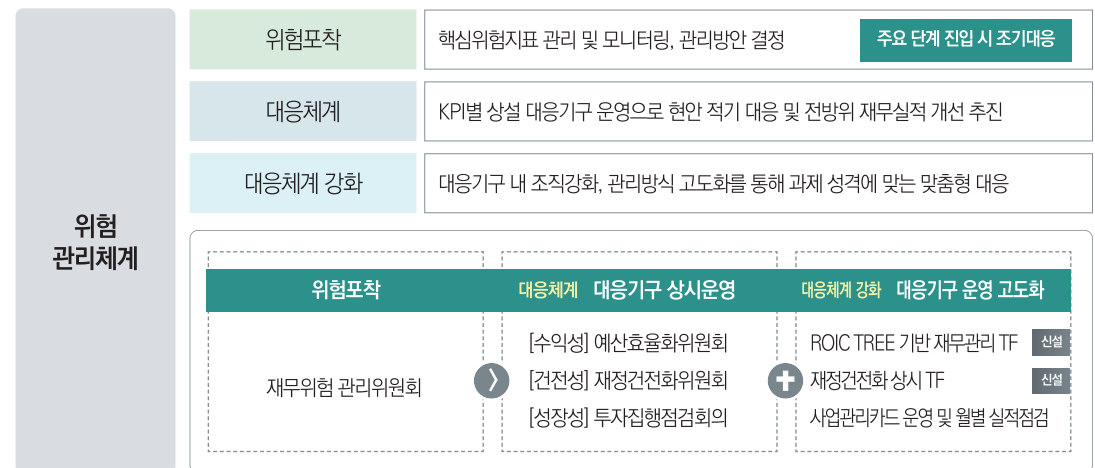 위험
관리체계
위험포착
핵심위험지표 관리 및 모니터링, 관리방안 결정
주요 단계 진입 시 조기대응
대응체계
KPI별 상설 대응기구 운영으로 현안 적기 대응 및 전방위 재무실적 개선 추진
대응체계 강화
대응기구 내 조직강화, 관리방식 고도화를 통해 과제 성격에 맞는 맞춤형 대응
위험포착
재무위험 관리위원회
대응체계 대응기구 상시운영
[수익성] 예산효율화위원회
[건전성] 재정건전화위원회
[성장성] 투자집행점검회의
대응체계 강화 대응기구 운영 고도화
ROIC TREE 기반 재무관리 TF 신설
재정건전화 상시 TF 신설
사업관리카드 운영 및 월별 실적점검